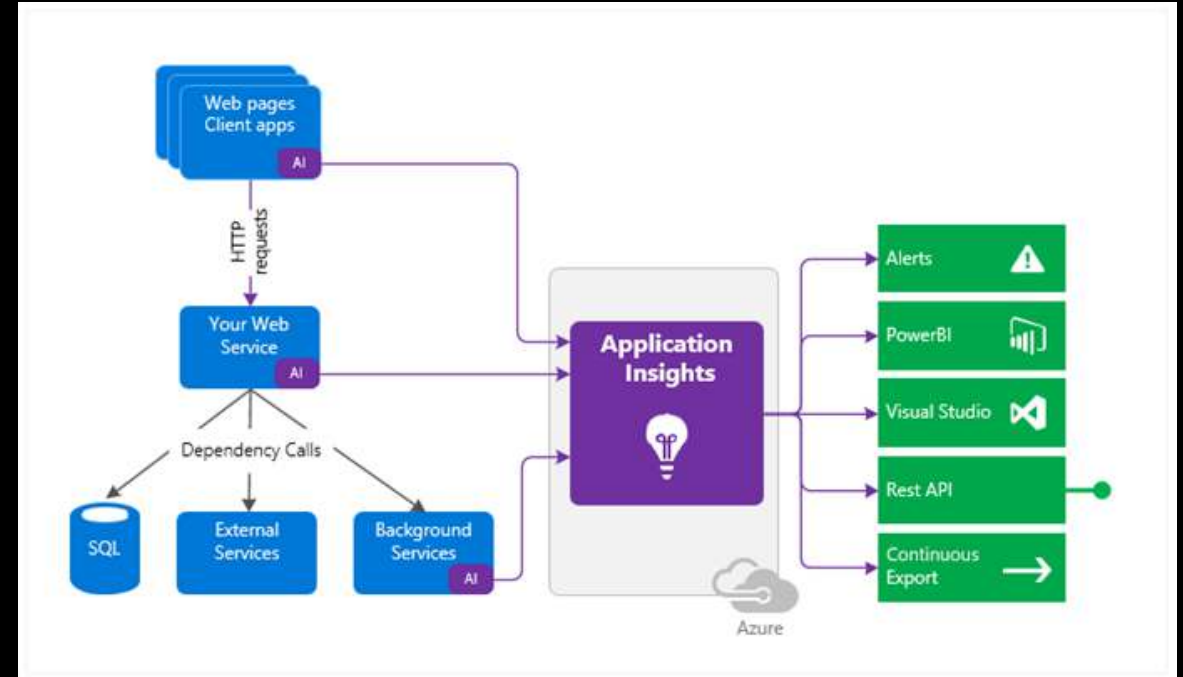 Web pages
Client apps
AI
HTTP
requests
Your Web
Service
AI
Dependency Calls
SQL
External
Services
Background
Services
AI
Application
Insights
Azure
Alerts
PowerBI
Visual Studio
Rest API
Continuous
Export